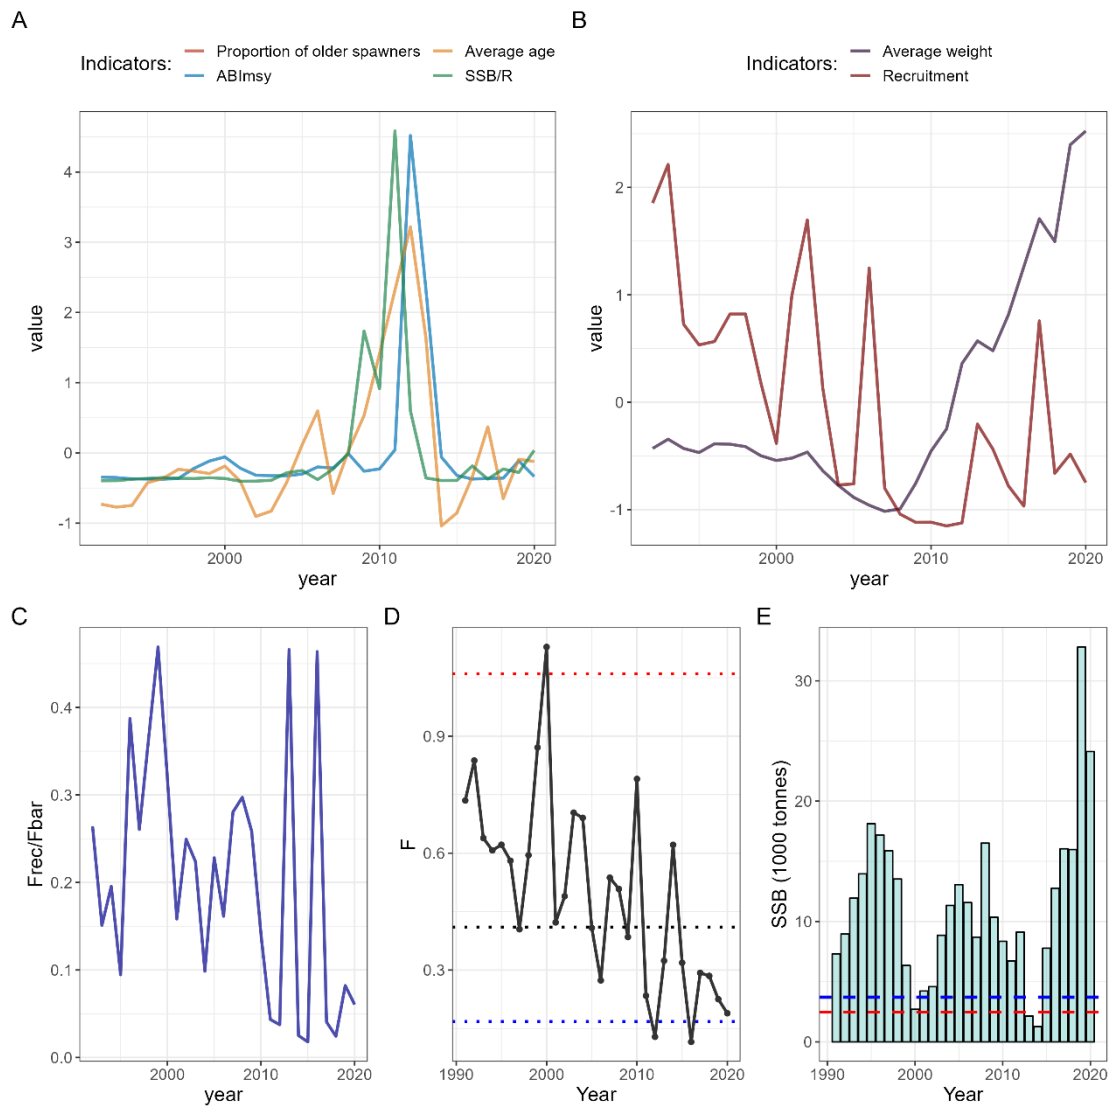 A
Indicators:
Proportion of older spawners
Average age
ABImsy
SSB/R
value
4
3
2
1
0
-1
2000
2010
2020
year
B
Indicators:
Average weight
Recruitment
value
2
1
0
-1
2000
2010
2020
year
C
Frec/Fbar
0.4
0.3
0.2
0.1
0.0
2000
2010
2020
year
D
F
0.9
0.6
0.3
1990
2000
2010
2020
Year
E
SSB (1000 tonnes)
30
20
10
0
1990
2000
2010
2020
Year